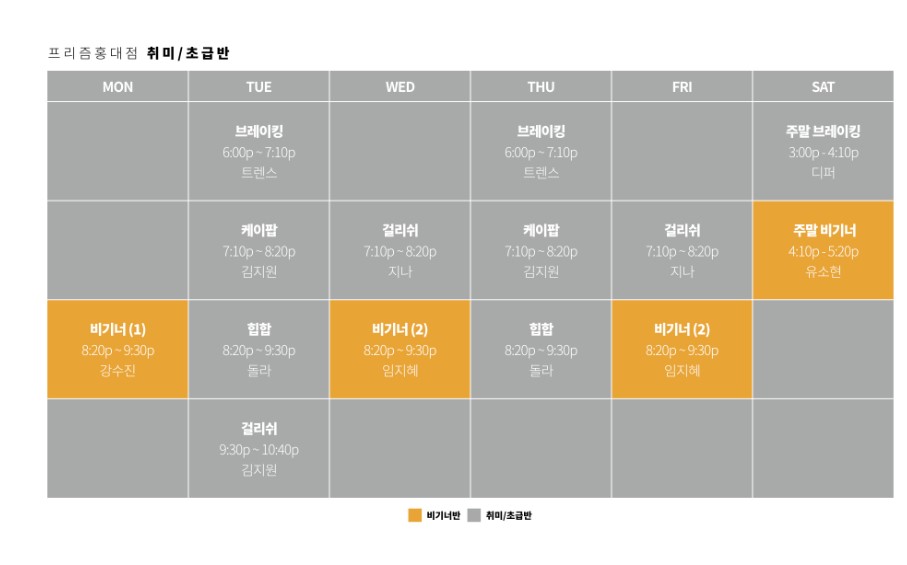 프리즘홍대점 취미/초급반
MON TUE WED THU FRI SAT
브레이킹 브레이킹 주말 브레이킹
6:00p ~ 7:10p 6:00p ~ 7:10p 3:00p - 4:10p
트렌스 트렌스 디퍼
케이팝 걸리쉬 케이팝 걸리쉬 주말 비기너
7:10p ~ 8:20p 7:10p ~ 8:20p 7:10p ~ 8:20p 7:10p ~ 8:20p 4:10p - 5:20p
김지원 지나 김지원 지나 유소현
비기너 (1) 힙합 비기너 (2) 힙합 비기너 (2)
8:20p ~ 9:30p 8:20p ~ 9:30p 8:20p ~ 9:30p 8:20p ~ 9:30p 8:20p ~ 9:30p
강수진 돌라 임지혜 돌라 임지혜
걸리쉬
9:30p ~ 10:40p
김지원
비기너반 취미/초급반